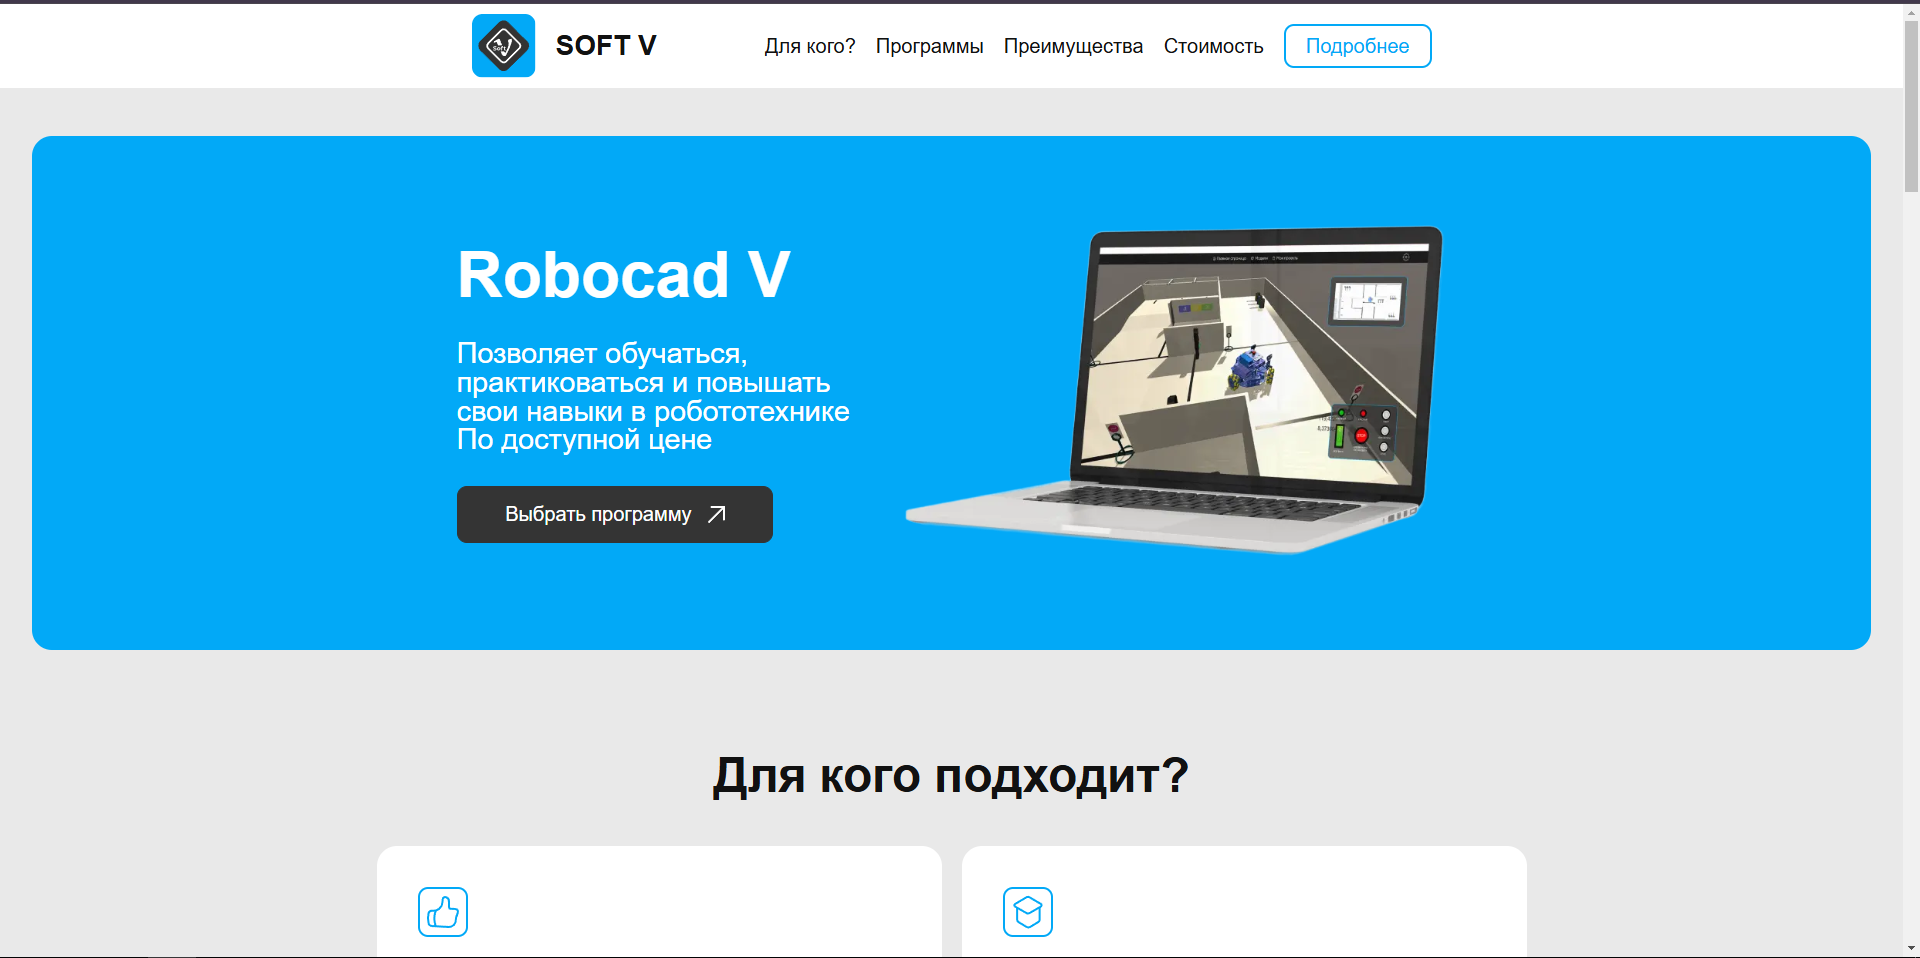 Soft
SOFT V
Для кого?
Программы
Преимущества
Стоимость
Подробнее
Robocad V
Позволяет обучаться,
практиковаться и повышать
свои навыки в робототехнике
По доступной цене
Выбрать программу
Для кого подходит?